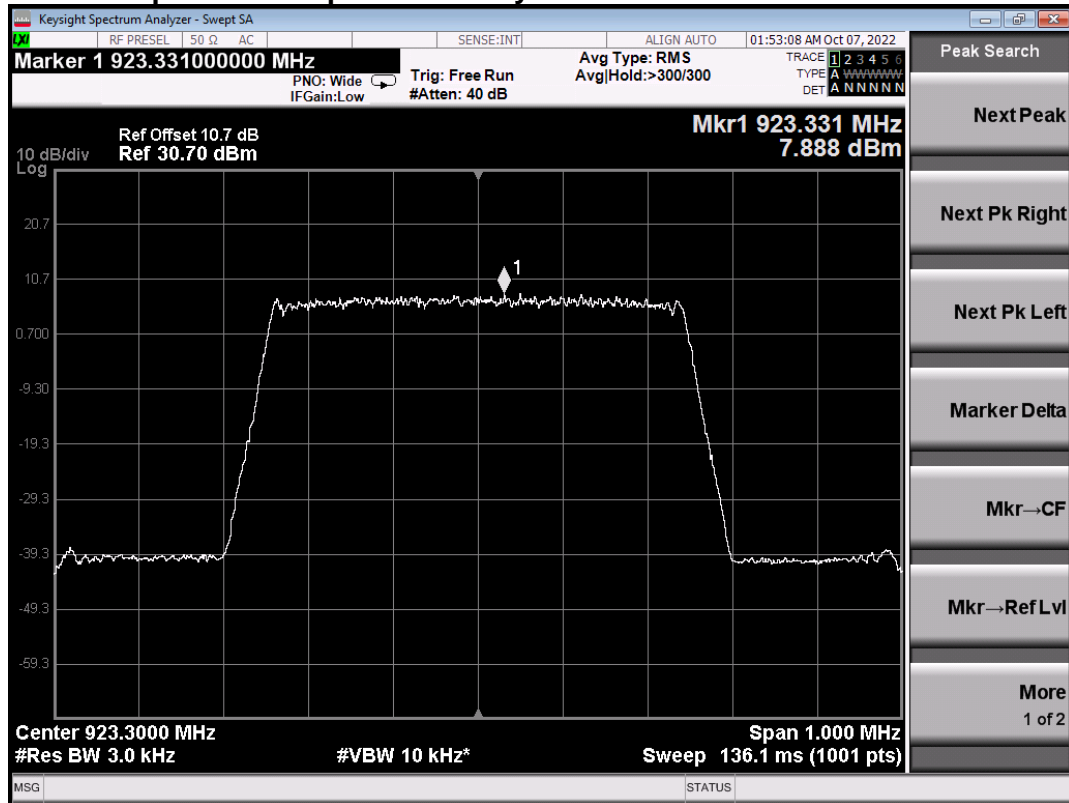 Keysight Spectrum Analyzer - Swept SA
LXI RF PRESEL 50 Ω AC SENSE:INT ALIGN AUTO 01:53:08 AM Oct 07, 2022
Marker 1 923.331000000 MHz
PNO: Wide
IFGain:Low
Trig: Free Run
#Atten: 40 dB
Avg Type: RMS
Avg|Hold:>300/300
TRACE 1 2 3 4 5 6
TYPE A WWWWW
DET A N N N N N
Ref Offset 10.7 dB
10 dB/div Ref 30.70 dBm
Log
Mkr1 923.331 MHz
7.888 dBm
20.7
10.7
0.700
-9.30
-19.3
-29.3
-39.3
-49.3
-59.3
1
Center 923.3000 MHz Span 1.000 MHz
#Res BW 3.0 kHz #VBW 10 kHz* Sweep 136.1 ms (1001 pts)
MSG STATUS
Peak Search
Next Peak
Next Pk Right
Next Pk Left
Marker Delta
Mkr→CF
Mkr→Ref Lvl
More
1 of 2